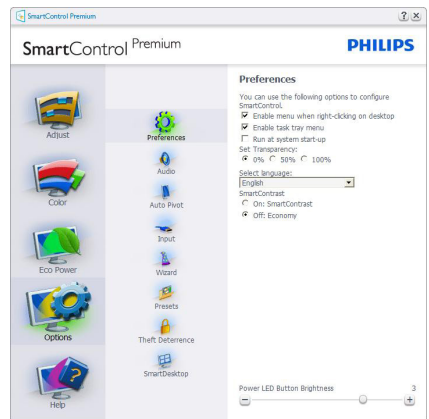 SmartControl Premium
SmartControl Premium
PHILIPS
Adjust
Color
Eco Power
Options
Help
Preferences
Audio
Auto Pivot
Input
Wizard
Presets
Theft Deterrence
SmartDesktop
Preferences
You can use the following options to configure
SmartControl.
Enable menu when right-clicking on desktop
Enable task tray menu
Run at system start-up
Set Transparency:
0% 50% 100%
Select language:
English
SmartContrast
On: SmartContrast
Off: Economy
Power LED Button Brightness 3